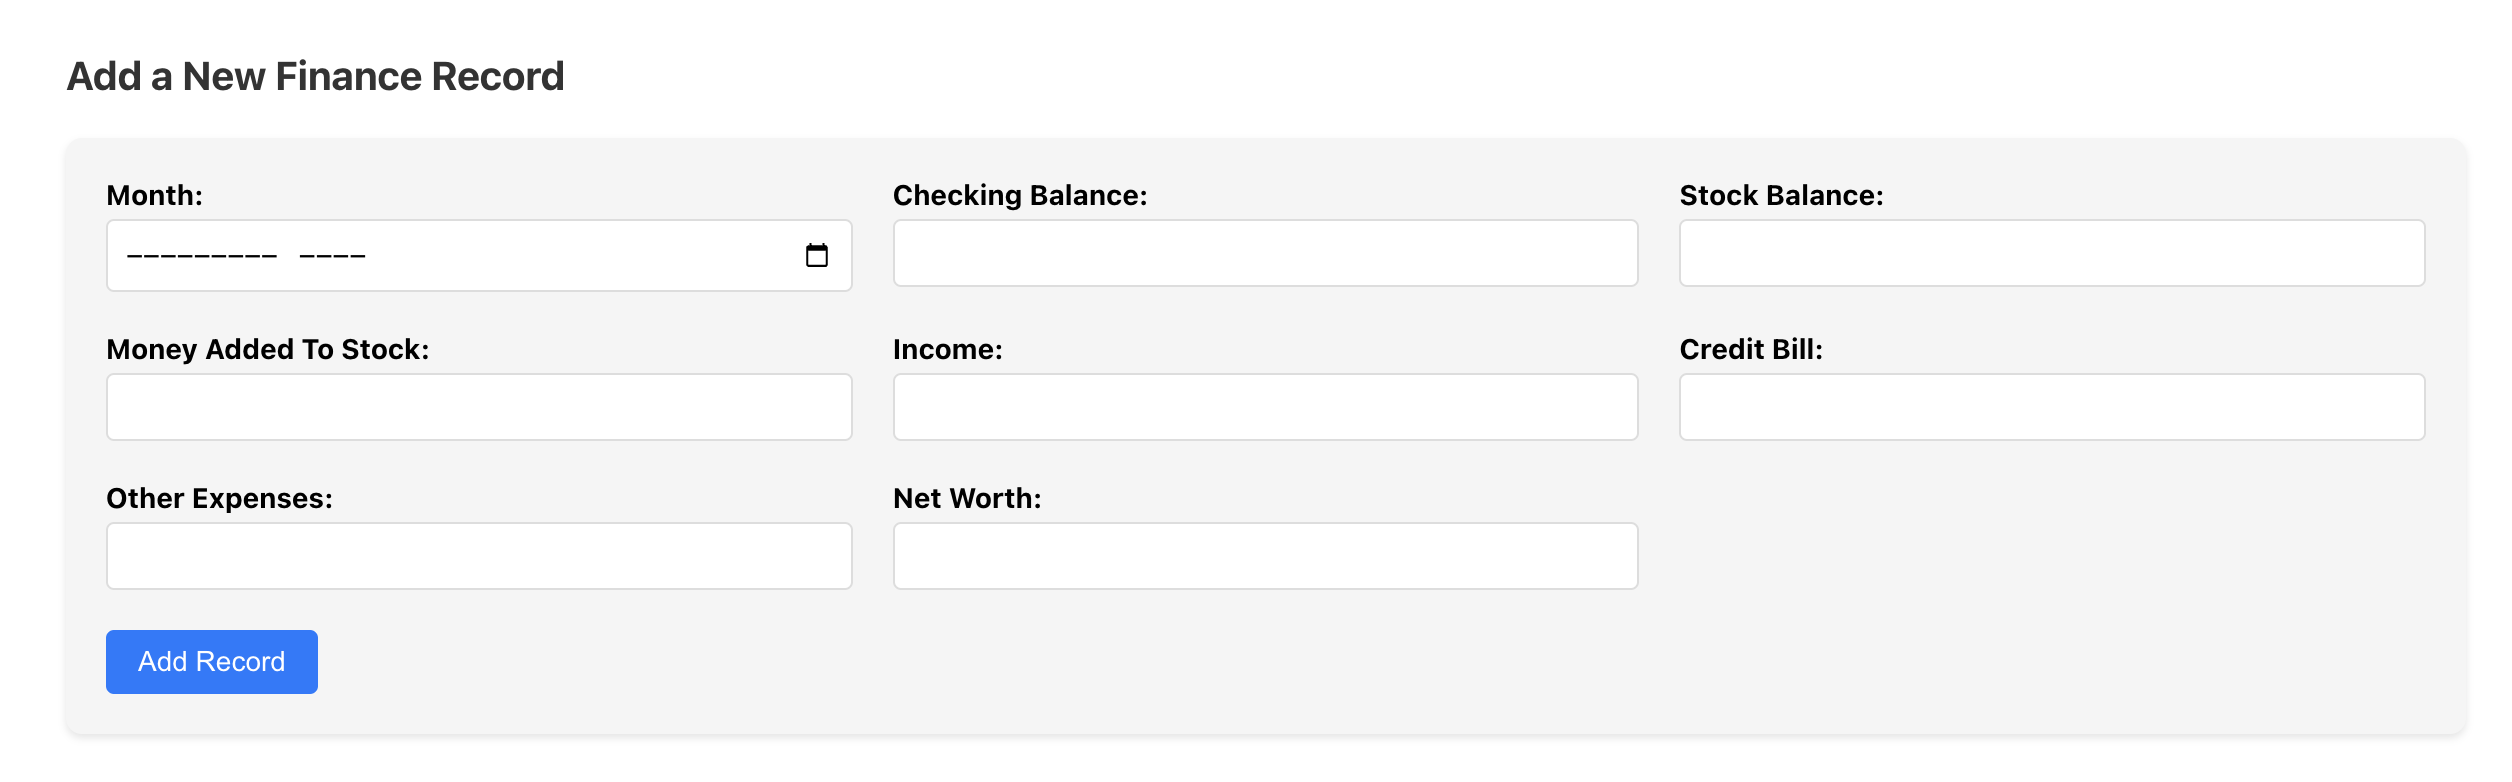 Add a New Finance Record
Month: Checking Balance: Stock Balance:
--------- ----
Money Added To Stock: Income: Credit Bill:
Other Expenses: Net Worth:
Add Record